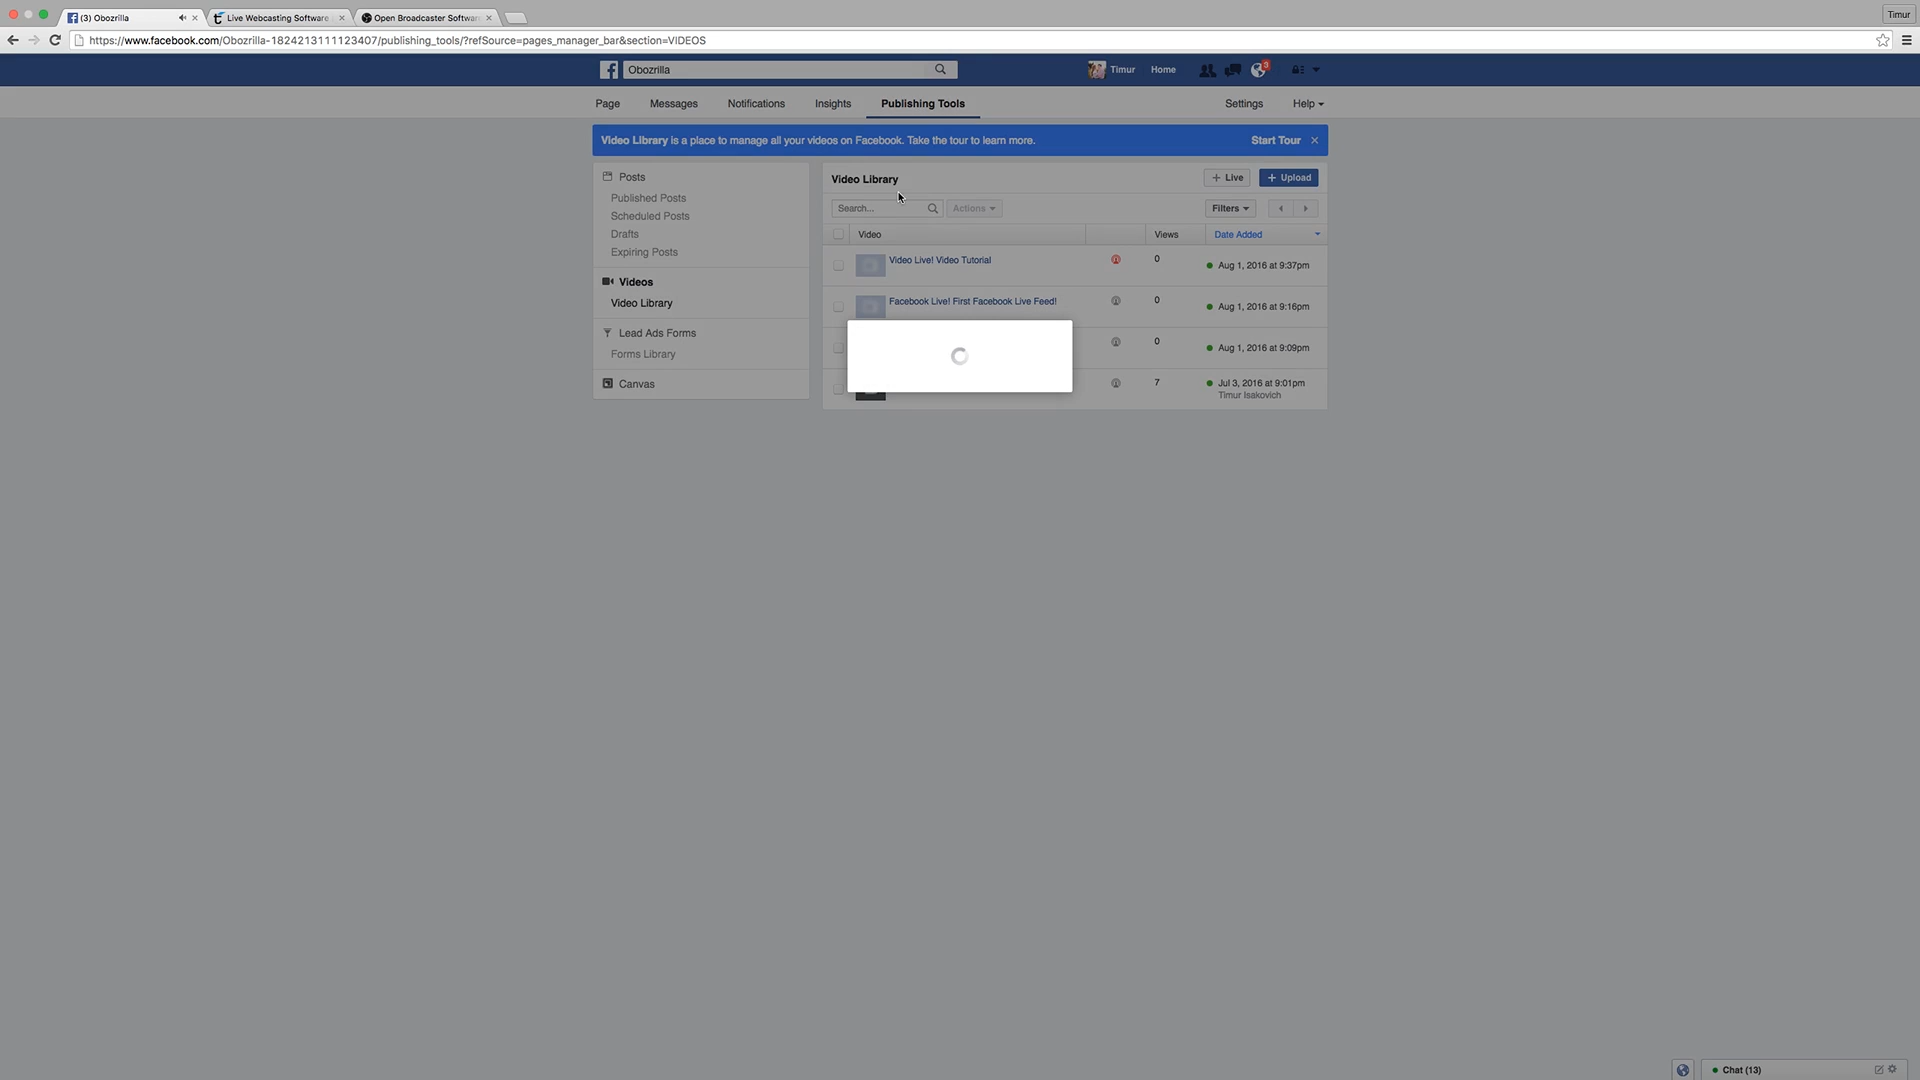 (3) Obozrilla
Live Webcasting Software
Open Broadcaster Softwar
Timur
https://www.facebook.com/Obozrilla-1824213111123407/publishing_tools/?refSource=pages_manager_bar&section=VIDEOS
Obozrilla
Timur
Home
3
Page
Messages
Notifications
Insights
Publishing Tools
Settings
Help
Video Library is a place to manage all your videos on Facebook. Take the tour to learn more.
Start Tour
Posts
Published Posts
Scheduled Posts
Drafts
Expiring Posts
Videos
Video Library
Lead Ads Forms
Forms Library
Canvas
Video Library
+ Live
+ Upload
Search...
Actions
Filters
Video
Views
Date Added
Video Live! Video Tutorial
0
Aug 1, 2016 at 9:37pm
Facebook Live! First Facebook Live Feed!
0
Aug 1, 2016 at 9:16pm
0
Aug 1, 2016 at 9:09pm
7
Jul 3, 2016 at 9:01pm
Timur Isakovich
Chat (13)